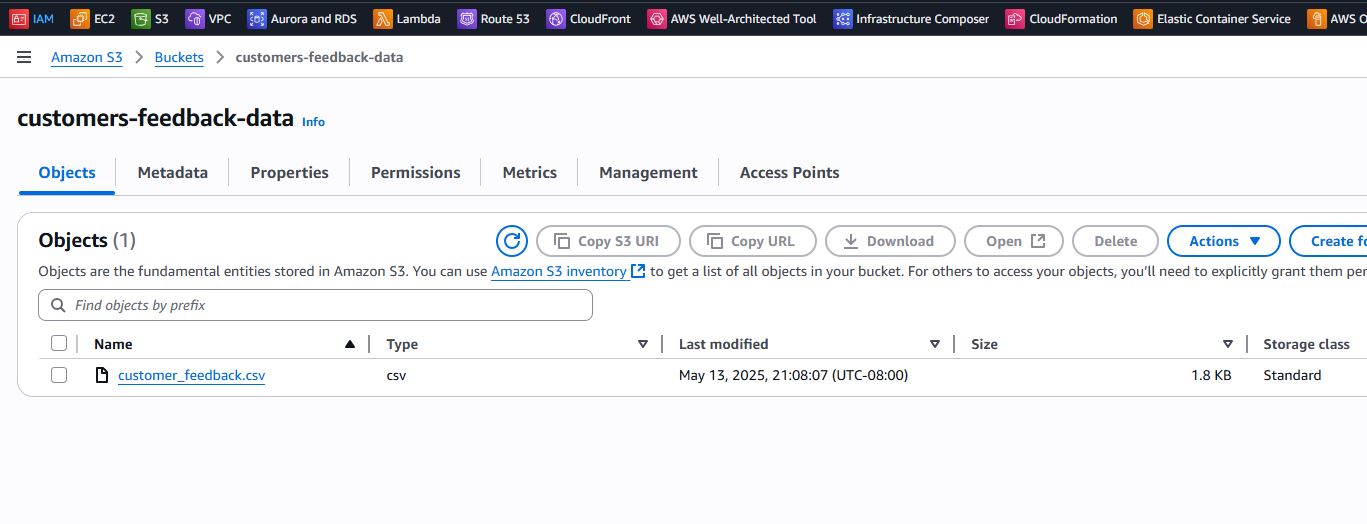 IAM EC2 S3 VPC Aurora and RDS Lambda Route 53 CloudFront AWS Well-Architected Tool Infrastructure Composer CloudFormation Elastic Container Service AWS O
Amazon S3 > Buckets > customers-feedback-data
customers-feedback-data Info
Objects Metadata Properties Permissions Metrics Management Access Points
Objects (1) Copy S3 URI Copy URL Download Open Delete Actions Create fo
Objects are the fundamental entities stored in Amazon S3. You can use Amazon S3 inventory to get a list of all objects in your bucket. For others to access your objects, you'll need to explicitly grant them per
Find objects by prefix
Name Type Last modified Size Storage class
customer_feedback.csv csv May 13, 2025, 21:08:07 (UTC-08:00) 1.8 KB Standard